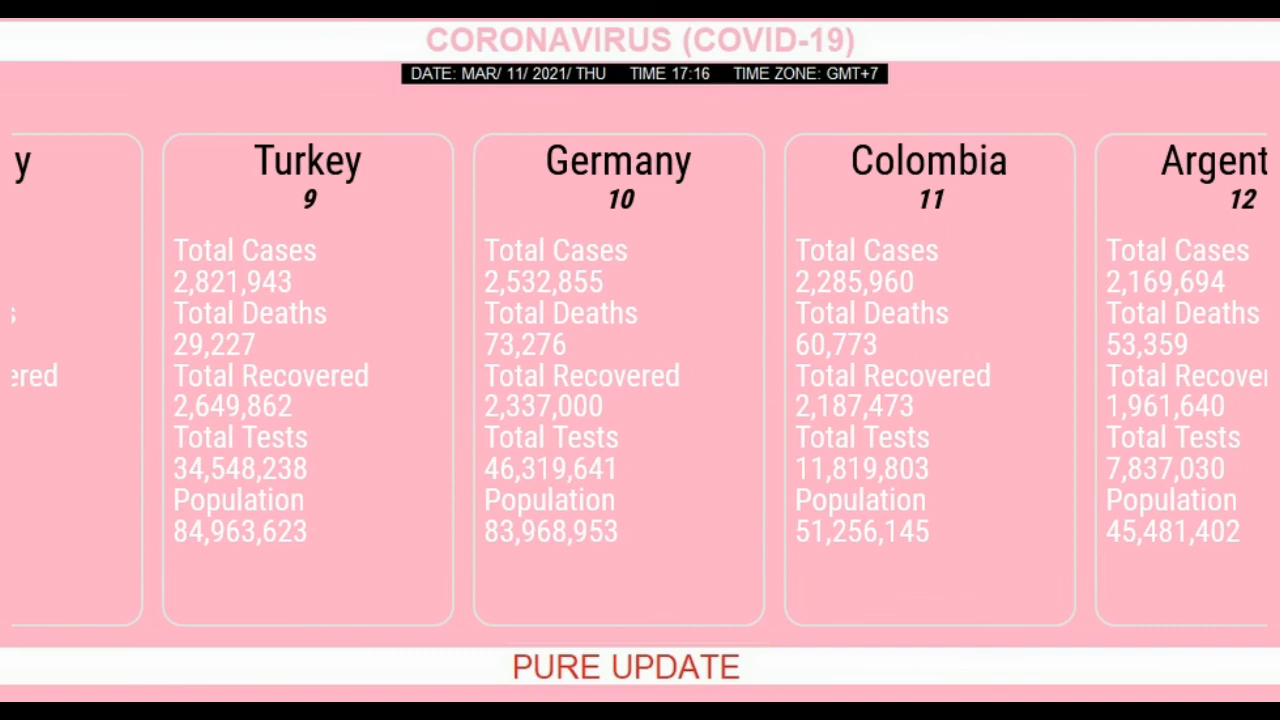 CORONAVIRUS (COVID-19)
DATE: MAR/ 11/ 2021/ THU TIME 17:16 TIME ZONE: GMT+7
y
s
ered
Turkey
9
Total Cases
2,821,943
Total Deaths
29,227
Total Recovered
2,649,862
Total Tests
34,548,238
Population
84,963,623
Germany
10
Total Cases
2,532,855
Total Deaths
73,276
Total Recovered
2,337,000
Total Tests
46,319,641
Population
83,968,953
Colombia
11
Total Cases
2,285,960
Total Deaths
60,773
Total Recovered
2,187,473
Total Tests
11,819,803
Population
51,256,145
Argent
12
Total Cases
2,169,694
Total Deaths
53,359
Total Recover
1,961,640
Total Tests
7,837,030
Population
45,481,402
PURE UPDATE